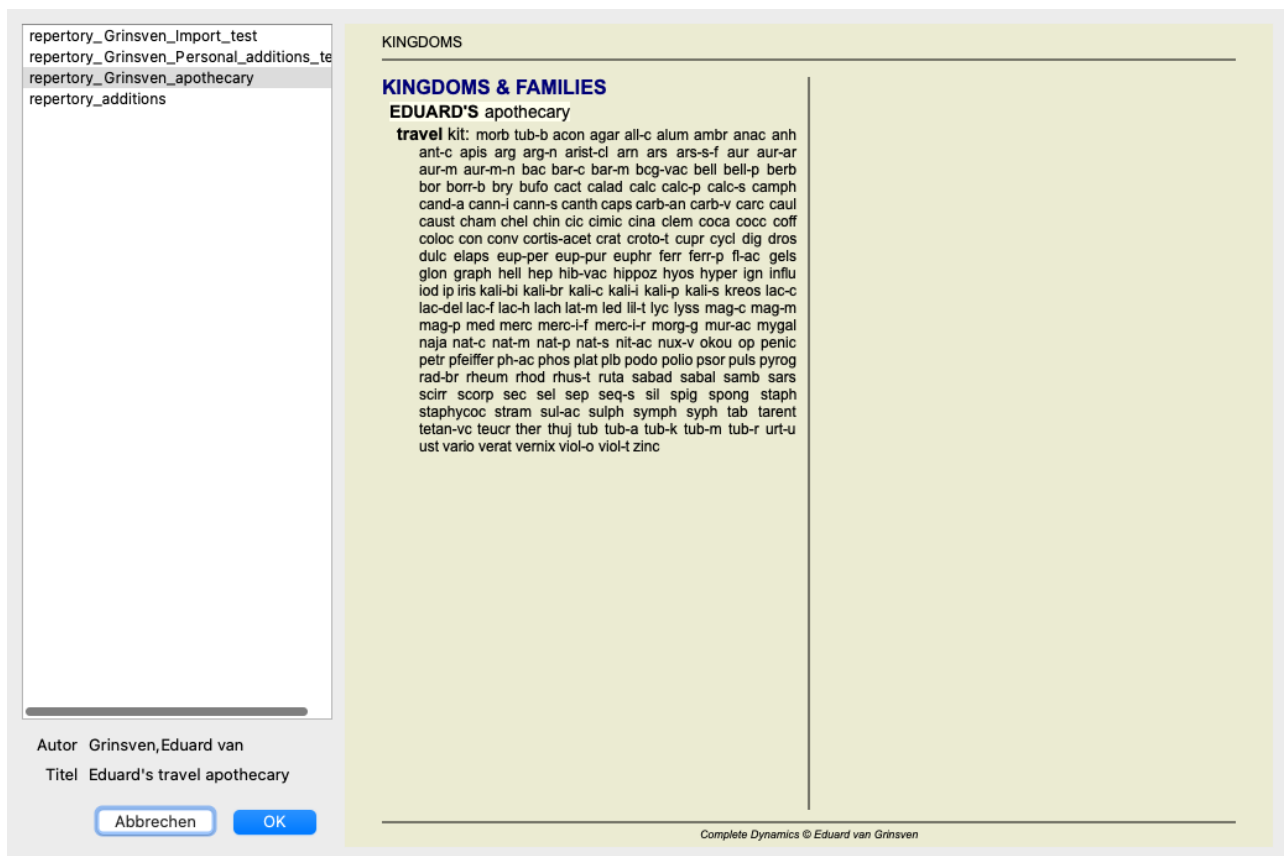 repertory_Grinsven_Import_test
repertory_Grinsven_Personal_additions_te
repertory_Grinsven_apothecary
repertory_additions
Autor Grinsven,Eduard van
Titel Eduard's travel apothecary
Abbrechen OK
KINGDOMS
KINGDOMS & FAMILIES
EDUARD'S apothecary
travel kit: morb tub-b acon agar all-c alum ambr anac anh
ant-c apis arg arg-n arist-cl arn ars ars-s-f aur aur-ar
aur-m aur-m-n bac bar-c bar-m bcg-vac bell bell-p berb
bor borr-b bry bufo cact calad calc calc-p calc-s camph
cand-a cann-i cann-s canth caps carb-an carb-v carc caul
caust cham chel chin cic cimic cina clem coca cocc coff
coloc con conv cortis-acet crat croto-t cupr cycl dig dros
dulc elaps eup-per eup-pur euphr ferr ferr-p fl-ac gels
glon graph hell hep hib-vac hippoz hyos hyper ign influ
iod ip iris kali-bi kali-br kali-c kali-i kali-p kali-s kreos lac-c
lac-del lac-f lac-h lach lat-m led lil-t lyc lyss mag-c mag-m
mag-p med merc merc-i-f merc-i-r morg-g mur-ac mygal
naja nat-c nat-m nat-p nat-s nit-ac nux-v okou op penic
petr pfeiffer ph-ac phos plat plb podo polio psor puls pyrog
rad-br rheum rhod rhus-t ruta sabad sabal samb sars
scirr scorp sec sel sep seq-s sil spig spong staph
staphycoc stram sul-ac sulph symph syph tab tarent
tetan-vc teucr ther thuj tub tub-a tub-k tub-m tub-r urt-u
ust vario verat vernix viol-o viol-t zinc
Complete Dynamics © Eduard van Grinsven